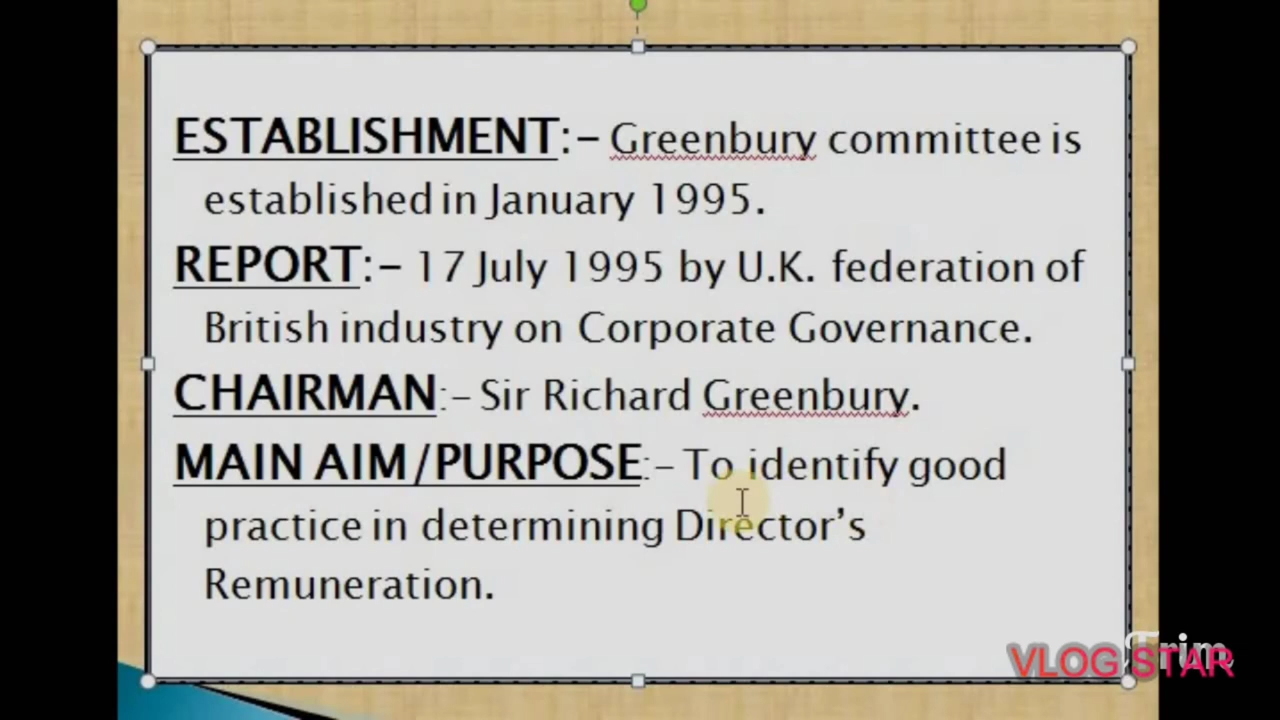 ESTABLISHMENT:- Greenbury committee is
established in January 1995.
REPORT:- 17 July 1995 by U.K. federation of
British industry on Corporate Governance.
CHAIRMAN:- Sir Richard Greenbury.
MAIN AIM/PURPOSE:- To identify good
practice in determining Director's
Remuneration.
Trim
VLOG STAR